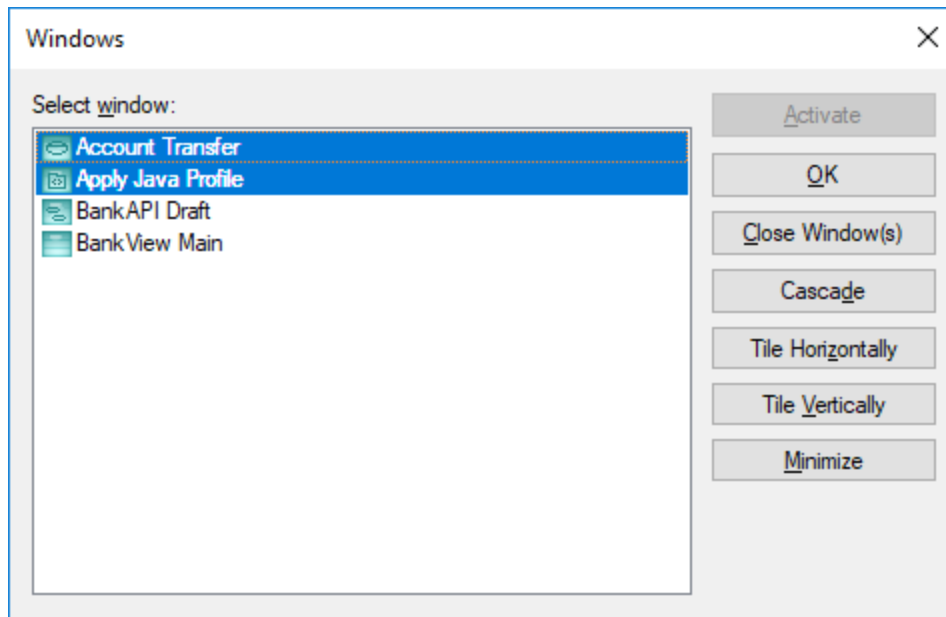 Windows
Select window:
Account Transfer
Apply Java Profile
BankAPI Draft
BankView Main
Activate
OK
Close Window(s)
Cascade
Tile Horizontally
Tile Vertically
Minimize